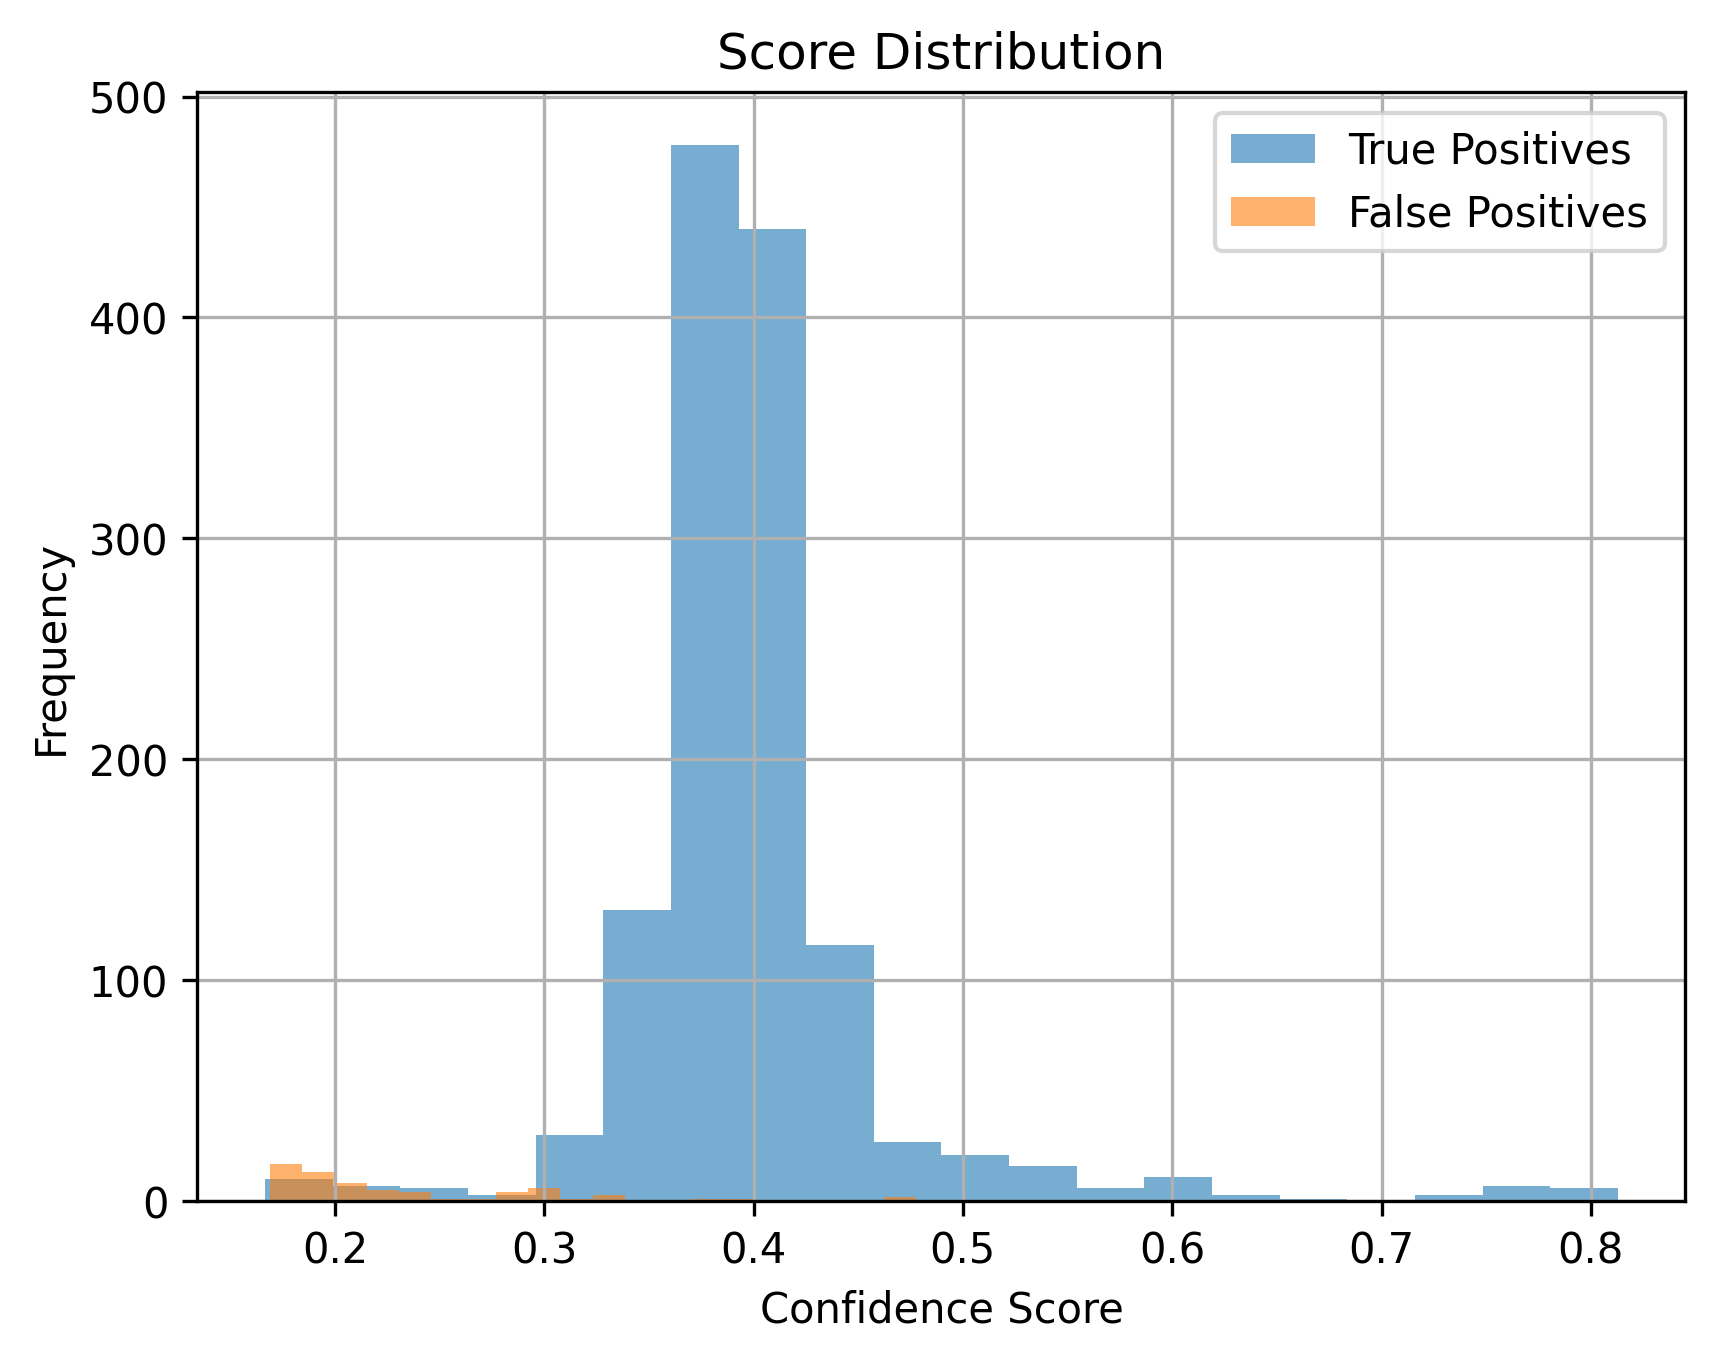 Score Distribution
True Positives
False Positives
500
400
300
200
100
0
Frequency
0.2 0.3 0.4 0.5 0.6 0.7 0.8
Confidence Score